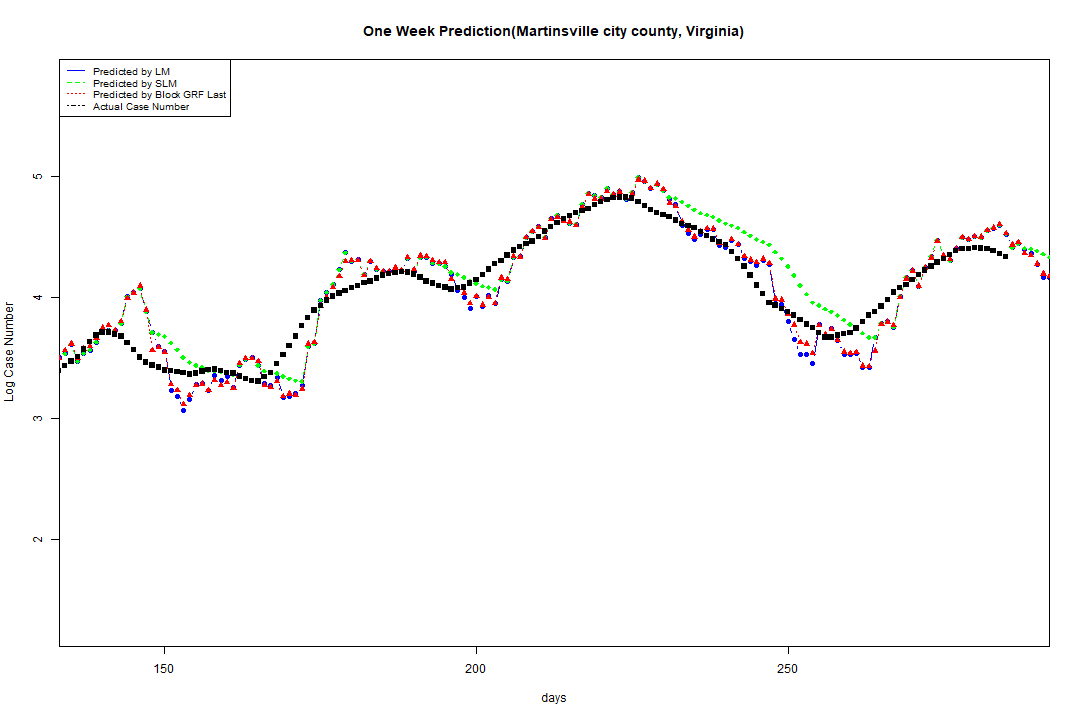 One Week Prediction(Martinsville city county, Virginia)
Predicted by LM
Predicted by SLM
Predicted by Block GRF Last
Actual Case Number
5
4
3
2
Log Case Number
150
200
250
days